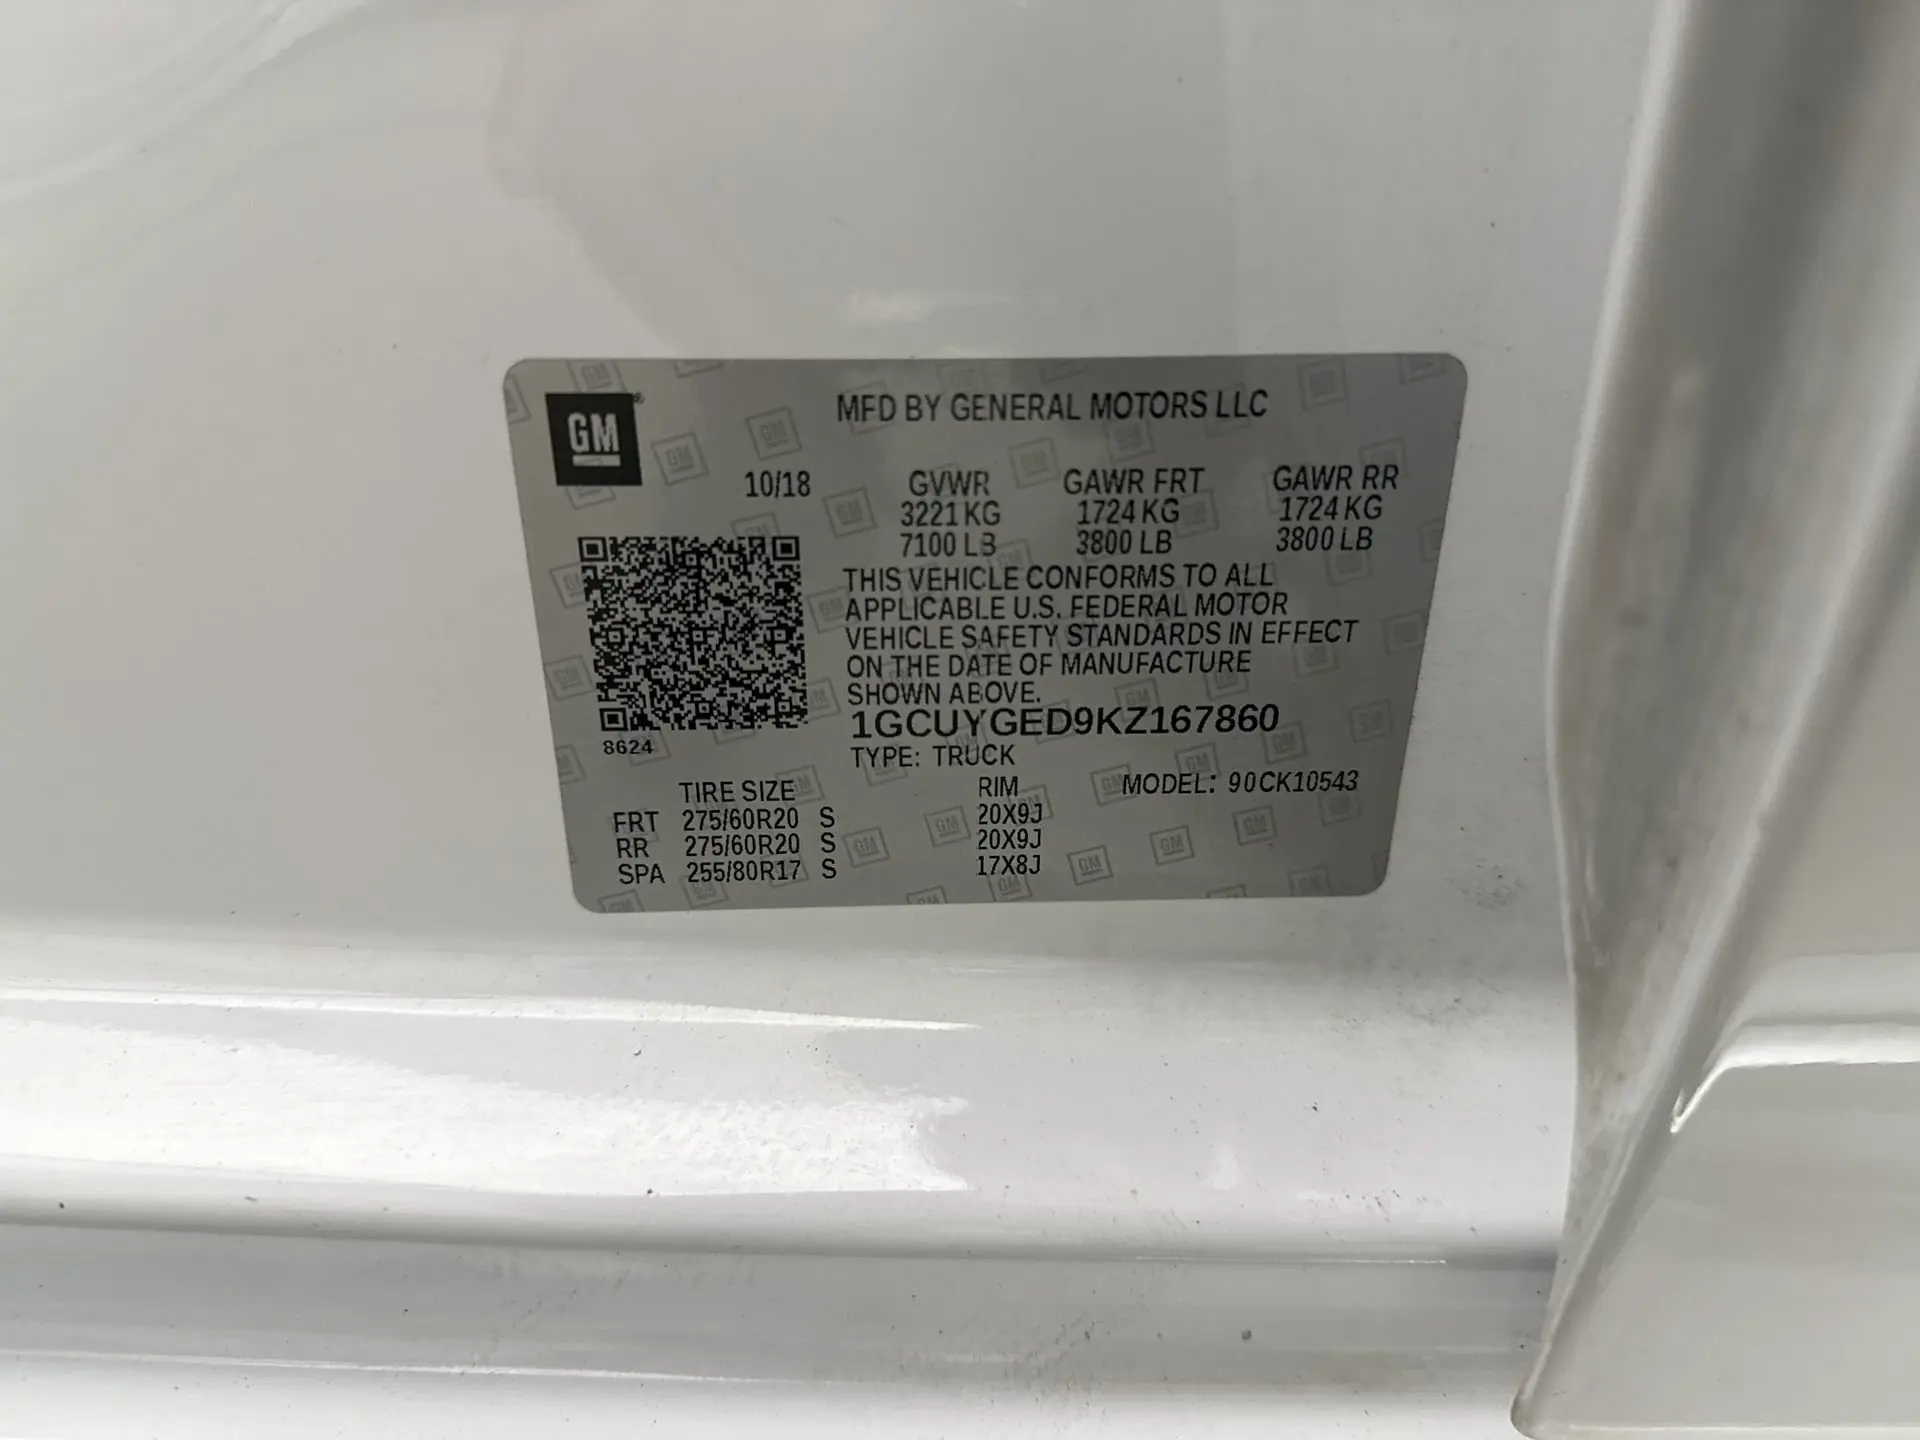 GM®
MFD BY GENERAL MOTORS LLC
10/18 GVWR GAWR FRT GAWR RR
3221 KG 1724 KG 1724 KG
7100 LB 3800 LB 3800 LB
THIS VEHICLE CONFORMS TO ALL
APPLICABLE U.S. FEDERAL MOTOR
VEHICLE SAFETY STANDARDS IN EFFECT
ON THE DATE OF MANUFACTURE
SHOWN ABOVE.
1GCUYGED9KZ167860
8624
TYPE: TRUCK
TIRE SIZE RIM MODEL: 90CK10543
FRT 275/60R20 S 20X9J
RR 275/60R20 S 20X9J
SPA 255/80R17 S 17X8J